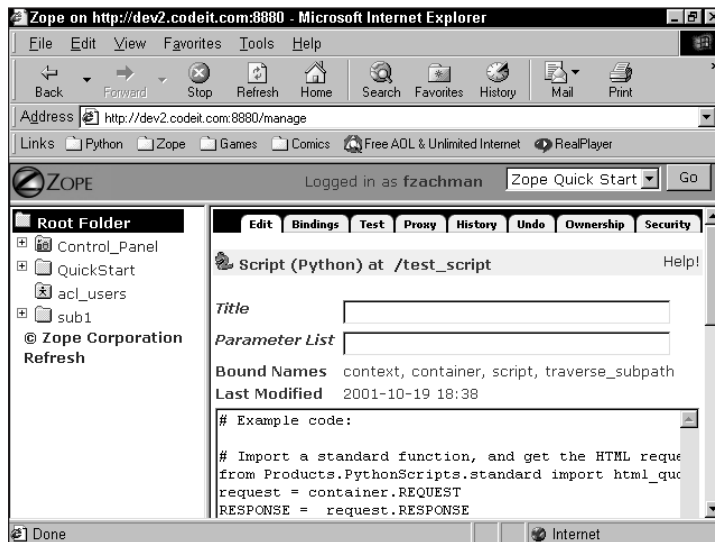 Zope on http://dev2.codeit.com:8880 - Microsoft Internet Explorer
File Edit View Favorites Tools Help
Back Forward Stop Refresh Home Search Favorites History Mail Print
Address http://dev2.codeit.com:8880/manage
Links Python Zope Games Comics Free AOL & Unlimited Internet RealPlayer
ZOPE Logged in as fzachman Zope Quick Start Go
Root Folder
Control_Panel
QuickStart
acl_users
sub1
© Zope Corporation
Refresh
Edit Bindings Test Proxy History Undo Ownership Security
Script (Python) at /test_script Help!
Title
Parameter List
Bound Names context, container, script, traverse_subpath
Last Modified 2001-10-19 18:38
# Example code:
# Import a standard function, and get the HTML reque
from Products.PythonScripts.standard import html_quo
request = container.REQUEST
RESPONSE = request.RESPONSE
Done Internet